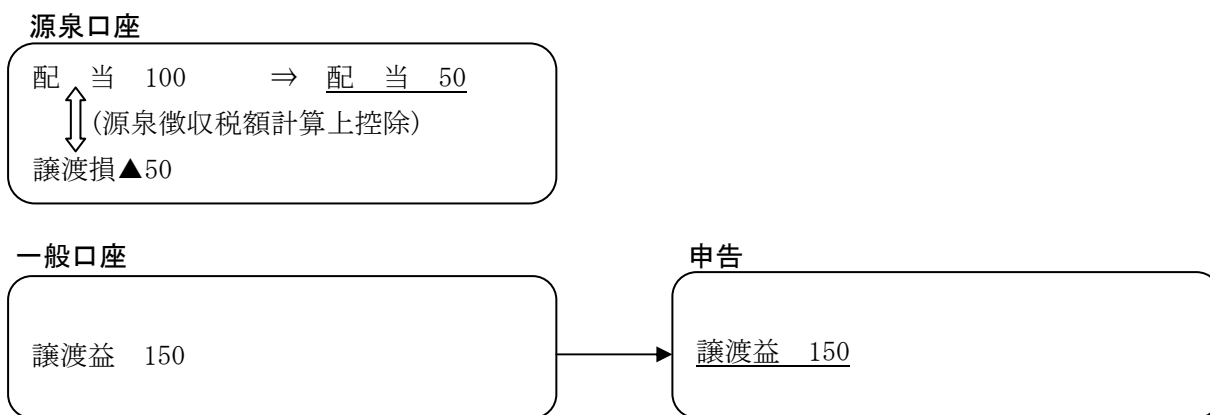 源泉口座
配　当　100　　　⇒　配　当　50
(源泉徴収税額計算上控除)
譲渡損▲50
一般口座
譲渡益　150
申告
譲渡益　150